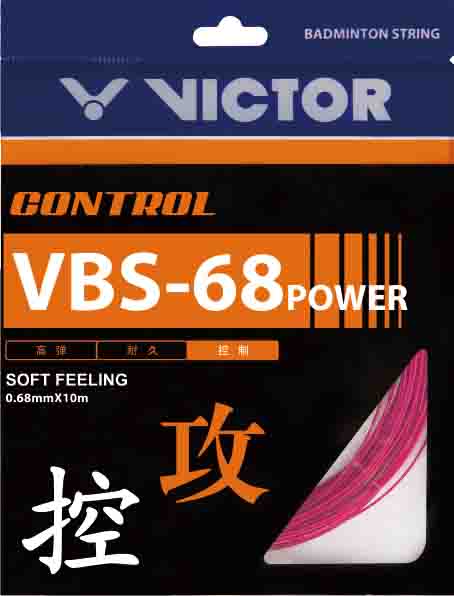 BADMINTON STRING
VICTOR
CONTROL
VBS-68POWER
高弹 耐久 控制
SOFT FEELING
0.68mmX10m
攻
控